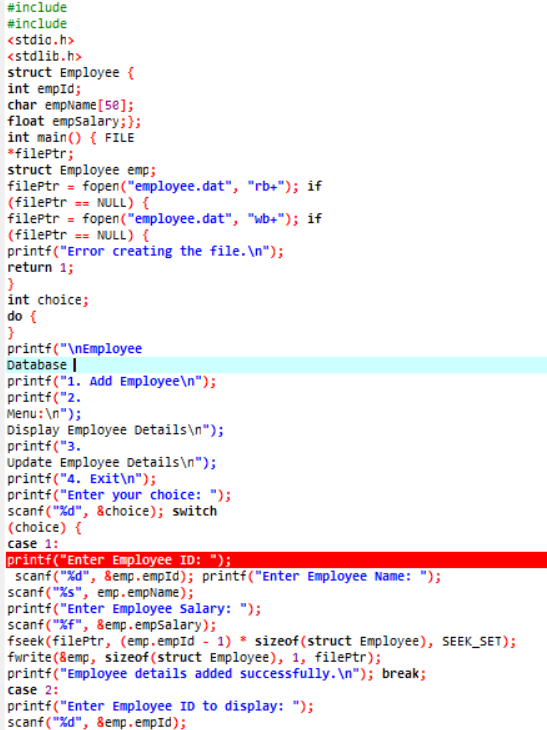 #include
#include
<stdio.h>
<stdlib.h>
struct Employee {
int empId;
char empName[50];
float empSalary;};
int main() { FILE
*filePtr;
struct Employee emp;
filePtr = fopen("employee.dat", "rb+"); if
(filePtr == NULL) {
filePtr = fopen("employee.dat", "wb+"); if
(filePtr == NULL) {
printf("Error creating the file.\n");
return 1;
}
int choice;
do {
}
printf("\nEmployee
Database
printf("1. Add Employee\n");
printf("2.
Menu:\n");
Display Employee Details\n");
printf("3.
Update Employee Details\n");
printf("4. Exit\n");
printf("Enter your choice: ");
scanf("%d", &choice); switch
(choice) {
case 1:
printf("Enter Employee ID: ");
scanf("%d", &emp.empId); printf("Enter Employee Name: ");
scanf("%s", emp.empName);
printf("Enter Employee Salary: ");
scanf("%f", &emp.empSalary);
fseek(filePtr, (emp.empId - 1) * sizeof(struct Employee), SEEK_SET);
fwrite(&emp, sizeof(struct Employee), 1, filePtr);
printf("Employee details added successfully.\n"); break;
case 2:
printf("Enter Employee ID to display: ");
scanf("%d", &emp.empId);